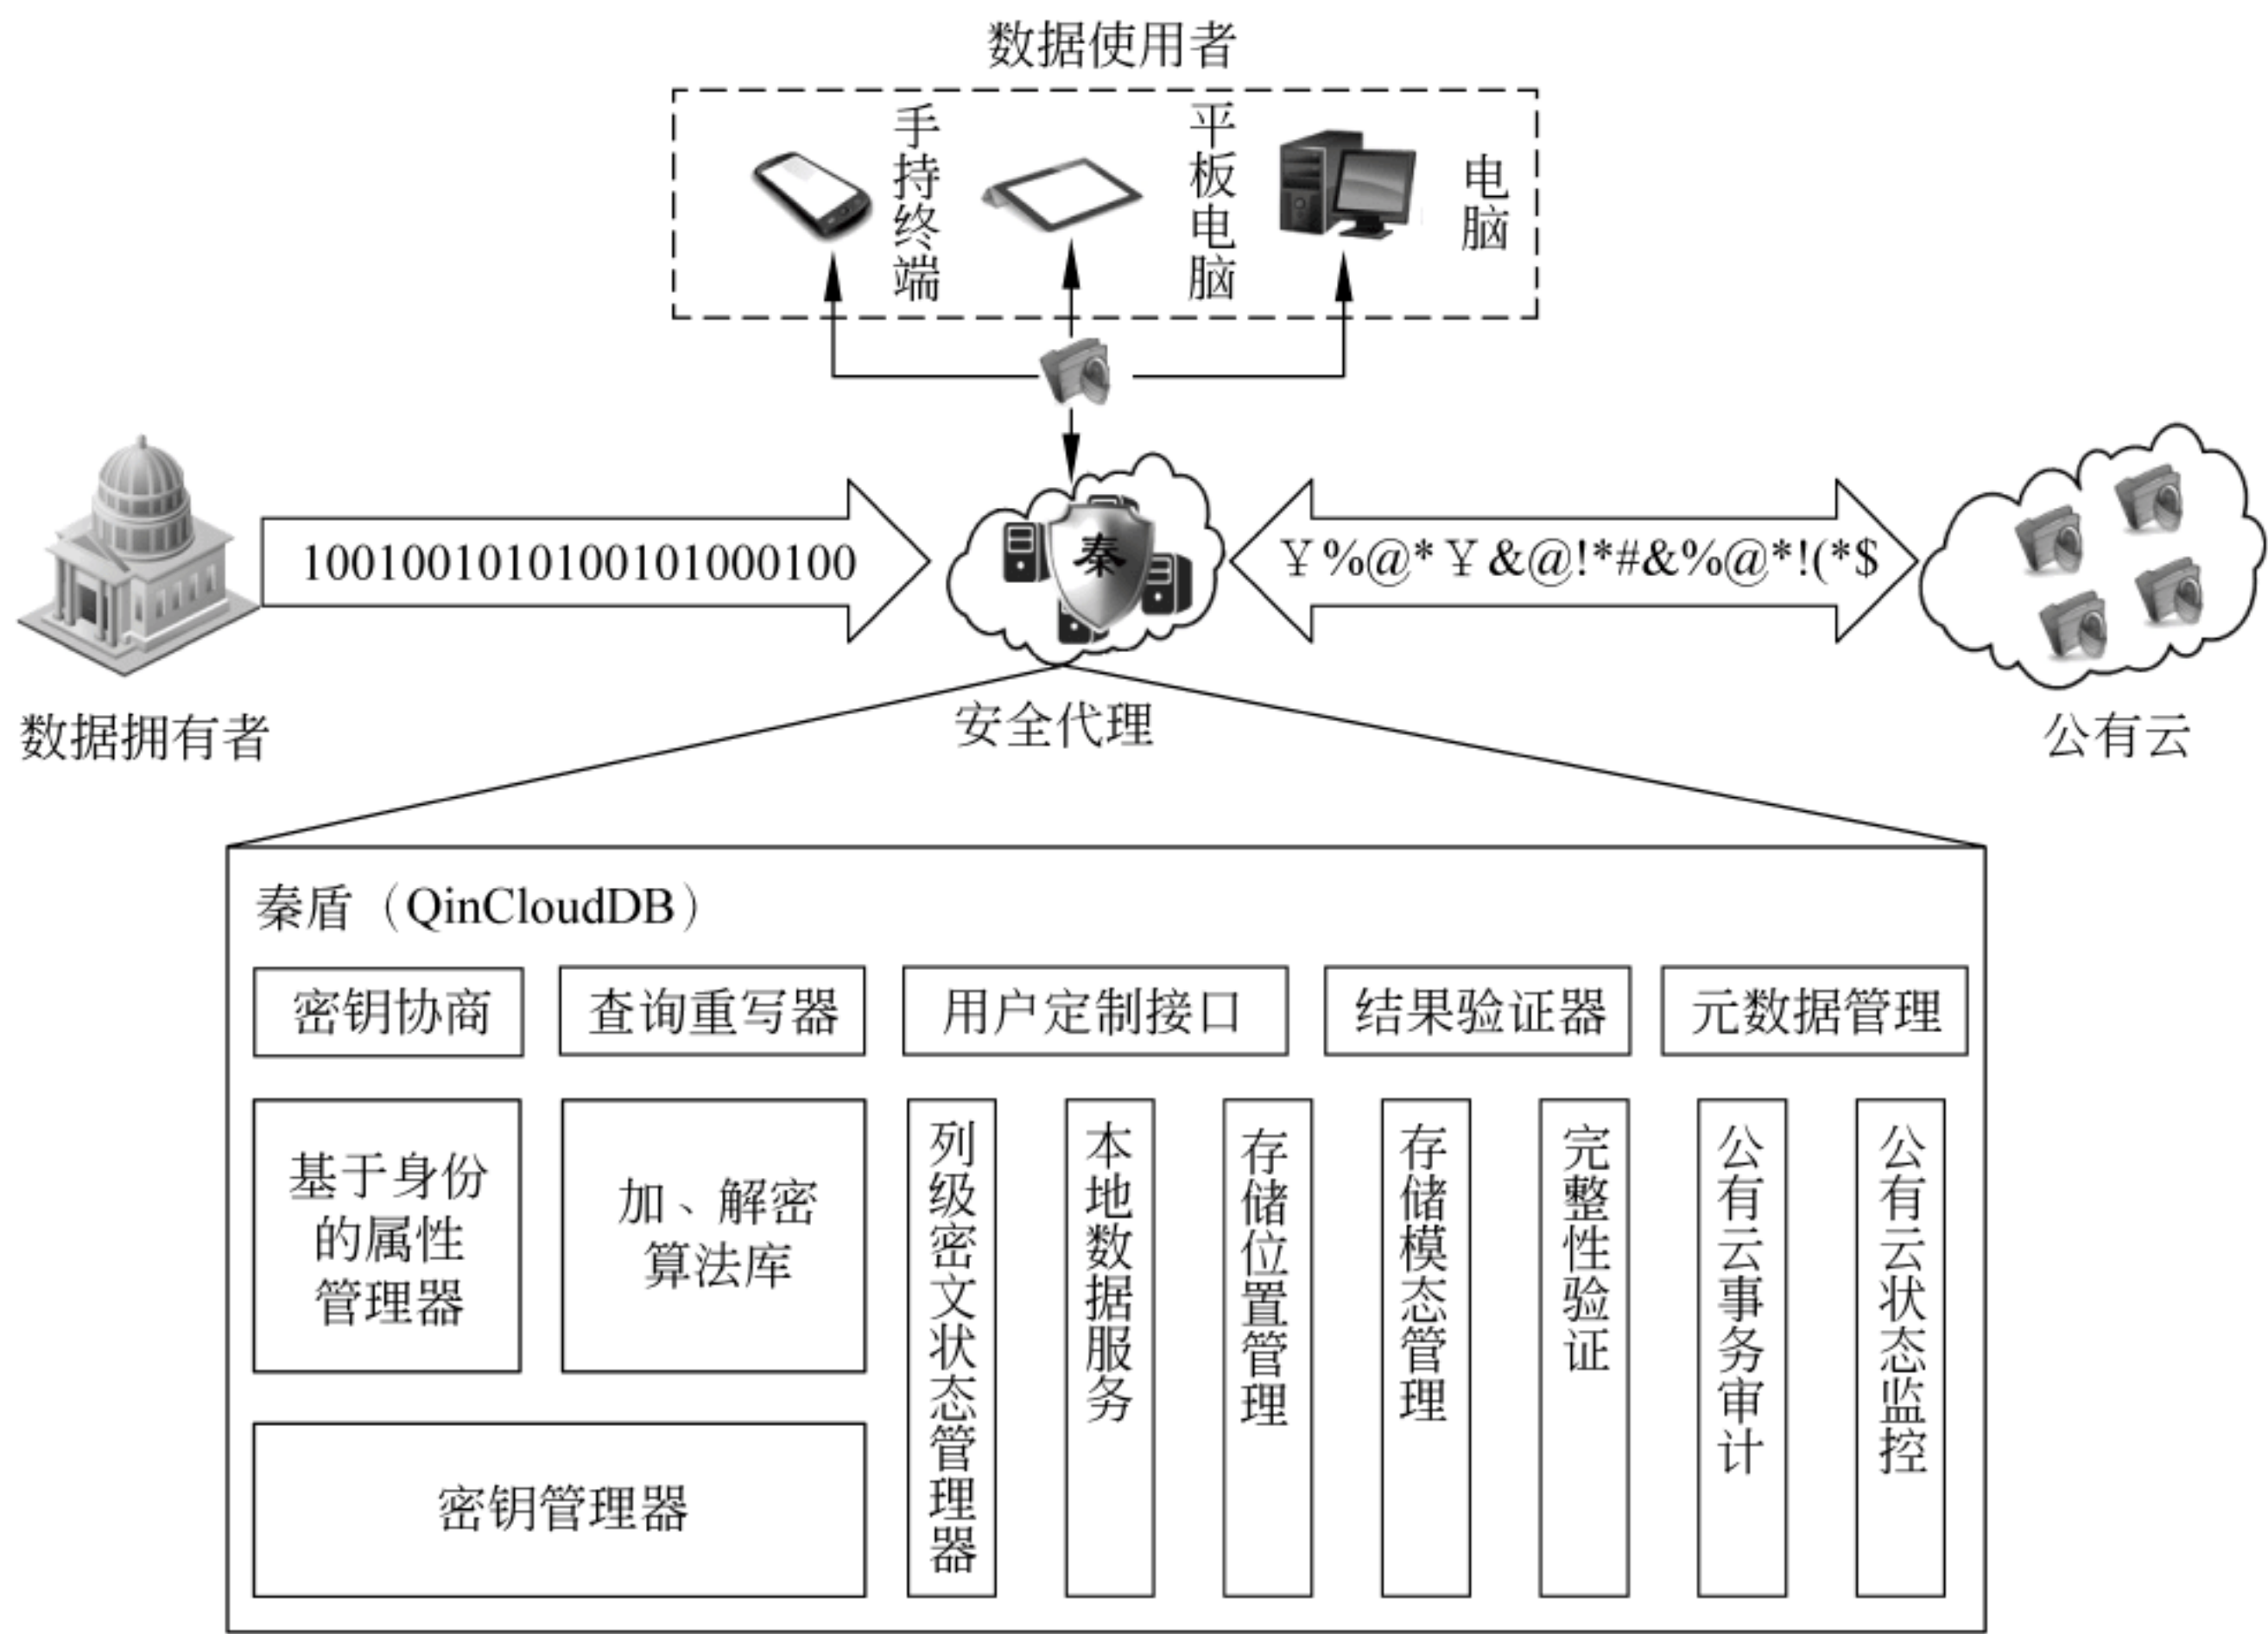 数据使用者
手持终端
平板电脑
电脑
1001001010100101000100
秦
¥%@*¥&@!*#&%@*!(*$
数据拥有者
安全代理
公有云
秦盾（QinCloudDB）
密钥协商
查询重写器
用户定制接口
结果验证器
元数据管理
基于身份
的属性
管理器
加、解密
算法库
密钥管理器
列级密文状态管理器
本地数据服务
存储位置管理
存储模态管理
完整性验证
公有云事务审计
公有云状态监控